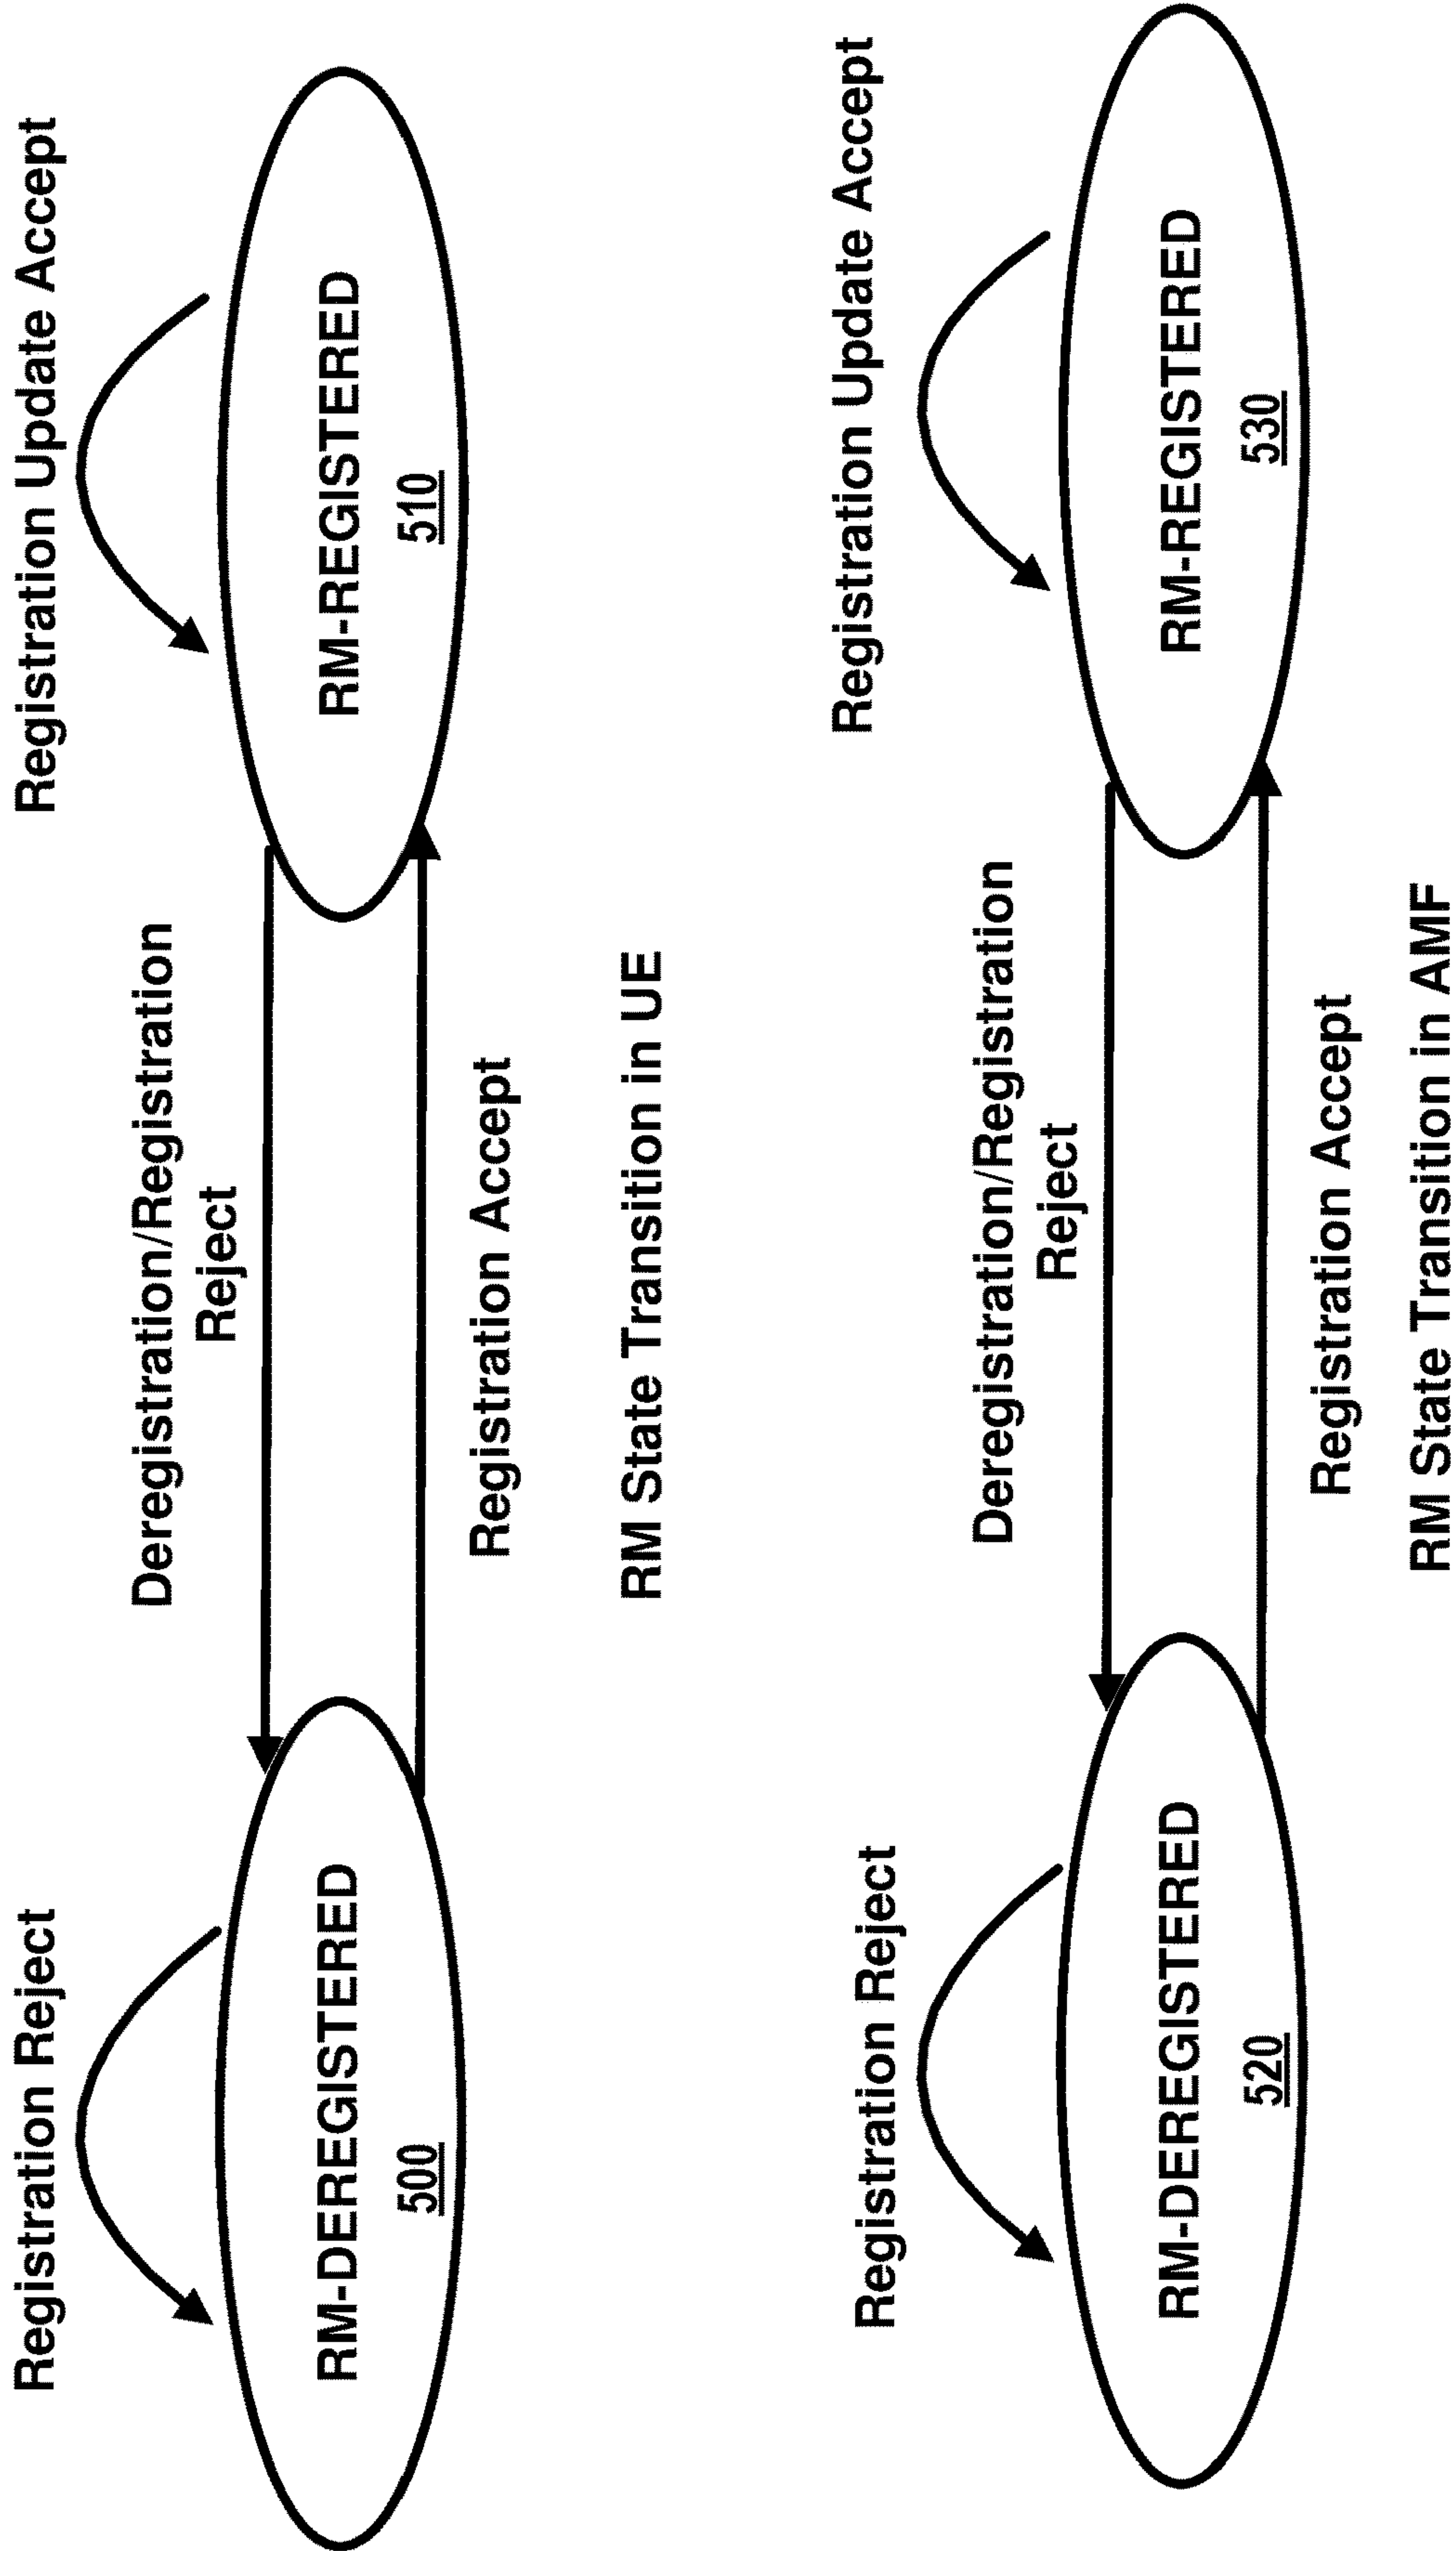 Registration Reject
Registration Update Accept
Deregistration/Registration
Reject
RM-DEREGISTERED
500
RM-REGISTERED
510
Registration Accept
RM State Transition in UE
Registration Reject
Registration Update Accept
Deregistration/Registration
Reject
RM-DEREGISTERED
520
RM-REGISTERED
530
Registration Accept
RM State Transition in AMF